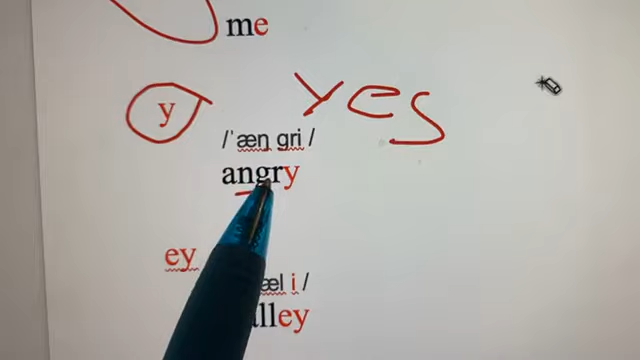 me
y yes
/ˈæŋ gri /
angry
ey
æl i /
lley